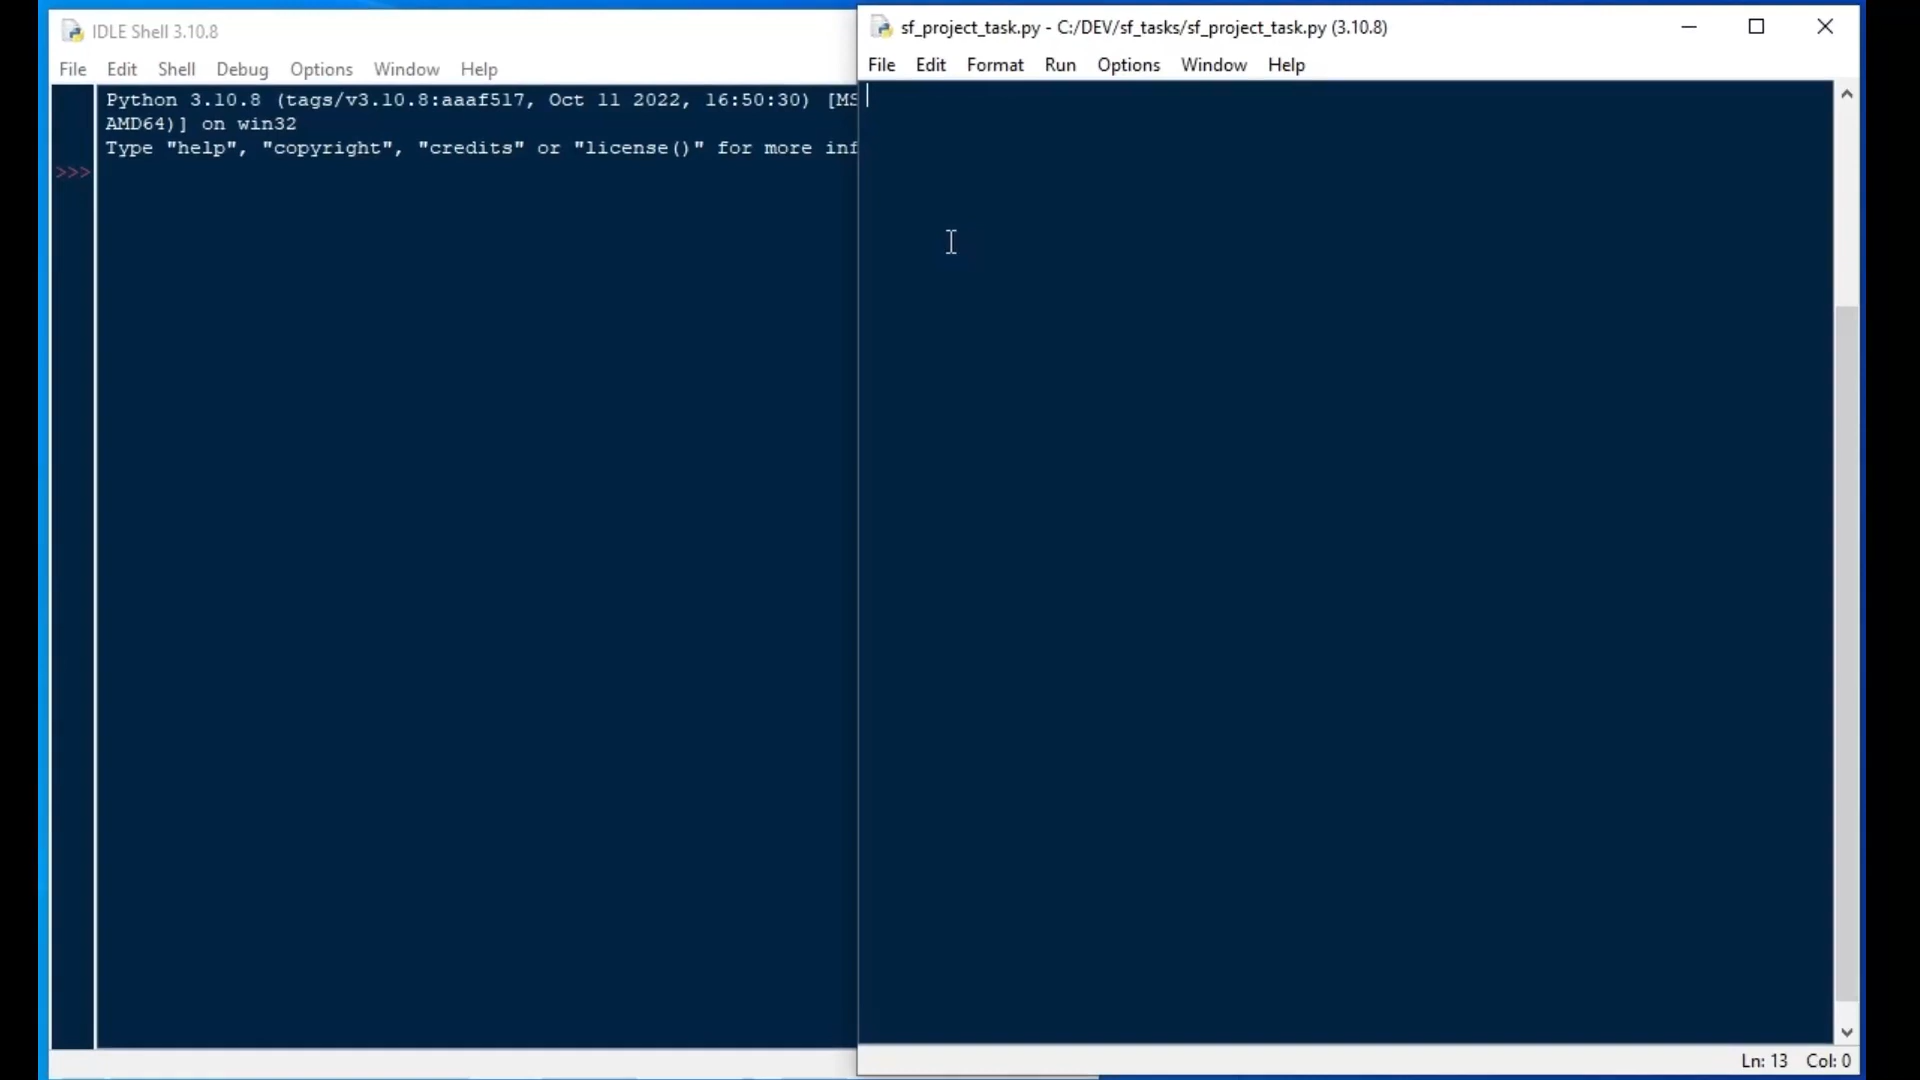 IDLE Shell 3.10.8
File Edit Shell Debug Options Window Help
Python 3.10.8 (tags/v3.10.8:aaaf517, Oct 11 2022, 16:50:30) [MS
AMD64)] on win32
Type "help", "copyright", "credits" or "license()" for more inf
>>>
sf_project_task.py - C:/DEV/sf_tasks/sf_project_task.py (3.10.8)
File Edit Format Run Options Window Help
Ln: 13 Col: 0